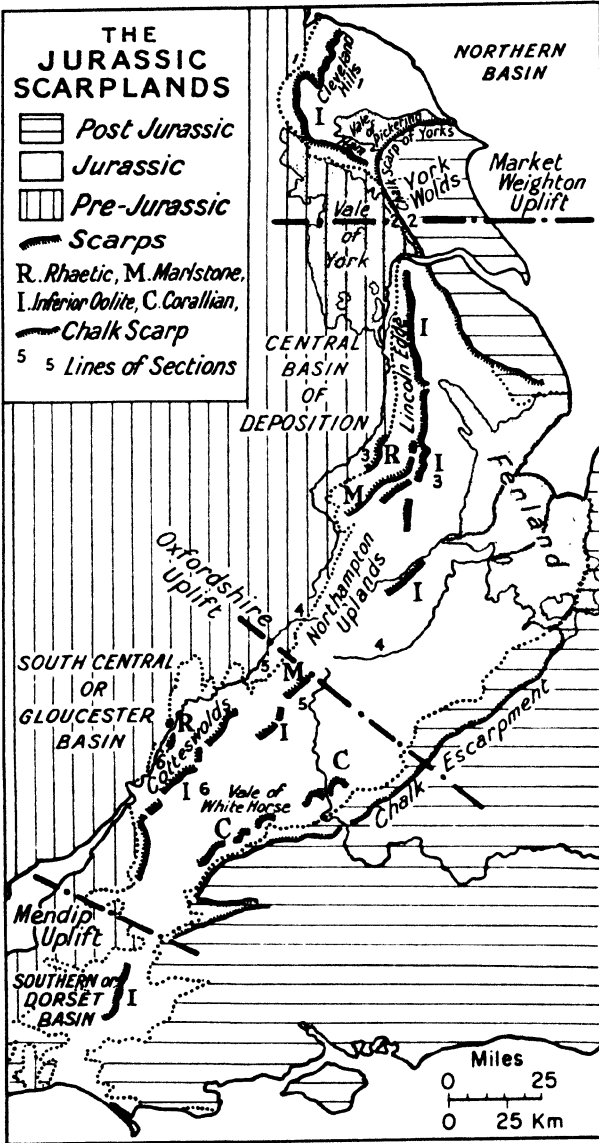 THE
JURASSIC
SCARPLANDS
Post Jurassic
Jurassic
Pre-Jurassic
Scarps
R..Rhaetic, M. Marlstone,
I..Inferior Oolite, C. Corallian,
Chalk Scarp
5 5 Lines of Sections
NORTHERN
BASIN
Cleveland
Hills
I
Vale
of
Pickering
Chalk Scarp of Yorks
York
Wolds
Market
Weighton
Uplift
2 2
Vale
of
York
CENTRAL
BASIN
OF
DEPOSITION
Lincoln Edge
I
3
R
I
3
M
Fenland
Oxfordshire
Uplift
Northampton
Uplands
I
4
4
SOUTH CENTRAL
OR
GLOUCESTER
BASIN
5
M
5
I
R
6
Cotteswolds
I 6
Vale of
White Horse
C
C
Chalk Escarpment
Mendip
Uplift
SOUTHERN or
DORSET
BASIN
I
Miles
0 25
0 25 Km